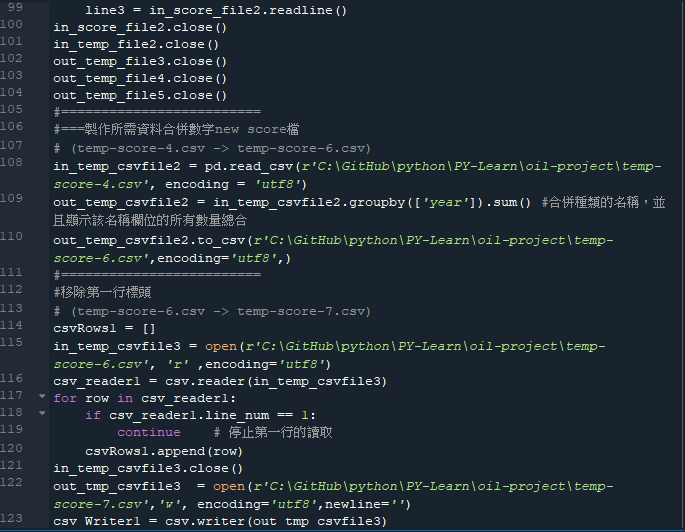 99 line3 = in_score_file2.readline()
100 in_score_file2.close()
101 in_temp_file2.close()
102 out_temp_file3.close()
103 out_temp_file4.close()
104 out_temp_file5.close()
105 #=========================
106 #===製作所需資料合併數字new score檔
107 # (temp-score-4.csv -> temp-score-6.csv)
108 in_temp_csvfile2 = pd.read_csv(r'C:\GitHub\python\PY-Learn\oil-project\temp-
score-4.csv', encoding = 'utf8')
109 out_temp_csvfile2 = in_temp_csvfile2.groupby(['year']).sum() #合併種類的名稱，並
且顯示該名稱欄位的所有數量總合
110 out_temp_csvfile2.to_csv(r'C:\GitHub\python\PY-Learn\oil-project\temp-
score-6.csv',encoding='utf8',)
111 #=========================
112 #移除第一行標頭
113 # (temp-score-6.csv -> temp-score-7.csv)
114 csvRows1 = []
115 in_temp_csvfile3 = open(r'C:\GitHub\python\PY-Learn\oil-project\temp-
score-6.csv', 'r' ,encoding='utf8')
116 csv_reader1 = csv.reader(in_temp_csvfile3)
117 for row in csv_reader1:
118 if csv_reader1.line_num == 1:
119 continue # 停止第一行的讀取
120 csvRows1.append(row)
121 in_temp_csvfile3.close()
122 out_tmp_csvfile3 = open(r'C:\GitHub\python\PY-Learn\oil-project\temp-
score-7.csv','w', encoding='utf8',newline='')
123 csv_Writer1 = csv.writer(out_tmp_csvfile3)